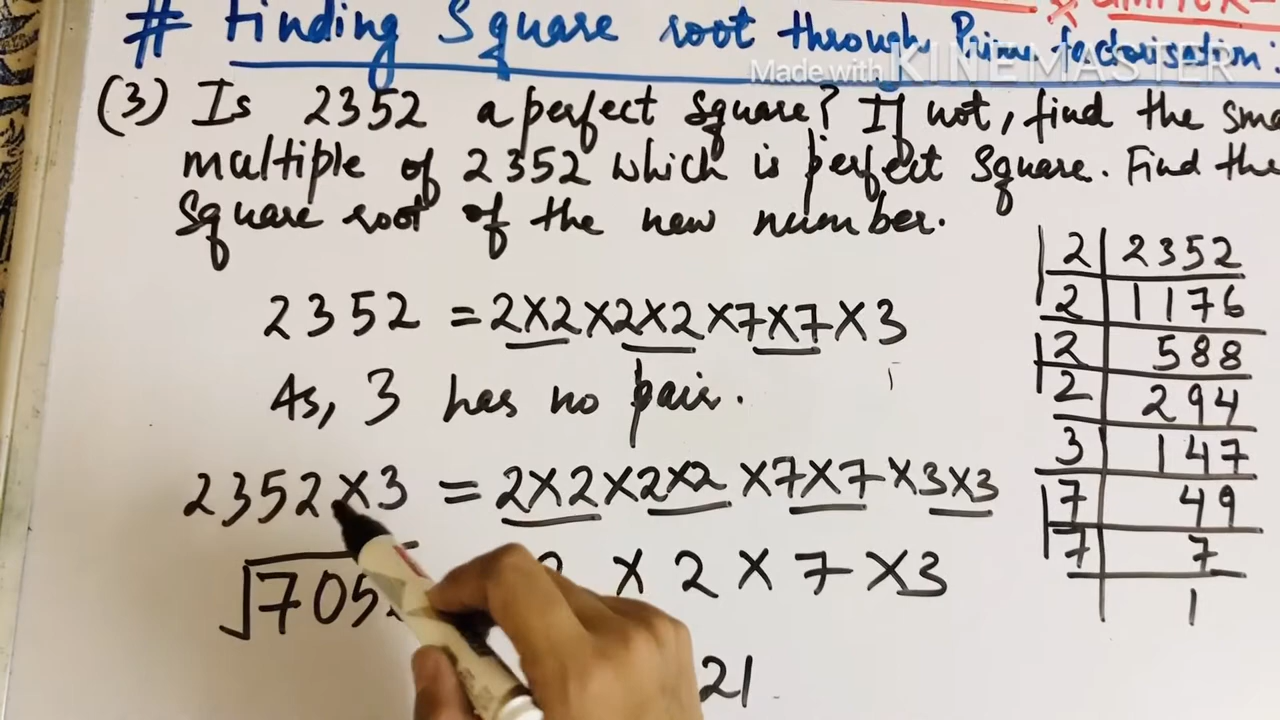 # Finding Square root through Prime factorisation:
Made with KINEMASTER
(3) Is 2352 a perfect square? If not, find the
multiple of 2352 which is perfect square. Find the
square root of the new number.
2352 = 2×2×2×2×7×7×3
As, 3 has no pair.
2352×3 = 2×2×2×2×7×7×3×3
√705
2 × 2 × 7 × 3
21
2 | 2352
2 | 1176
2 | 588
2 | 294
3 | 147
7 | 49
7 | 7
1